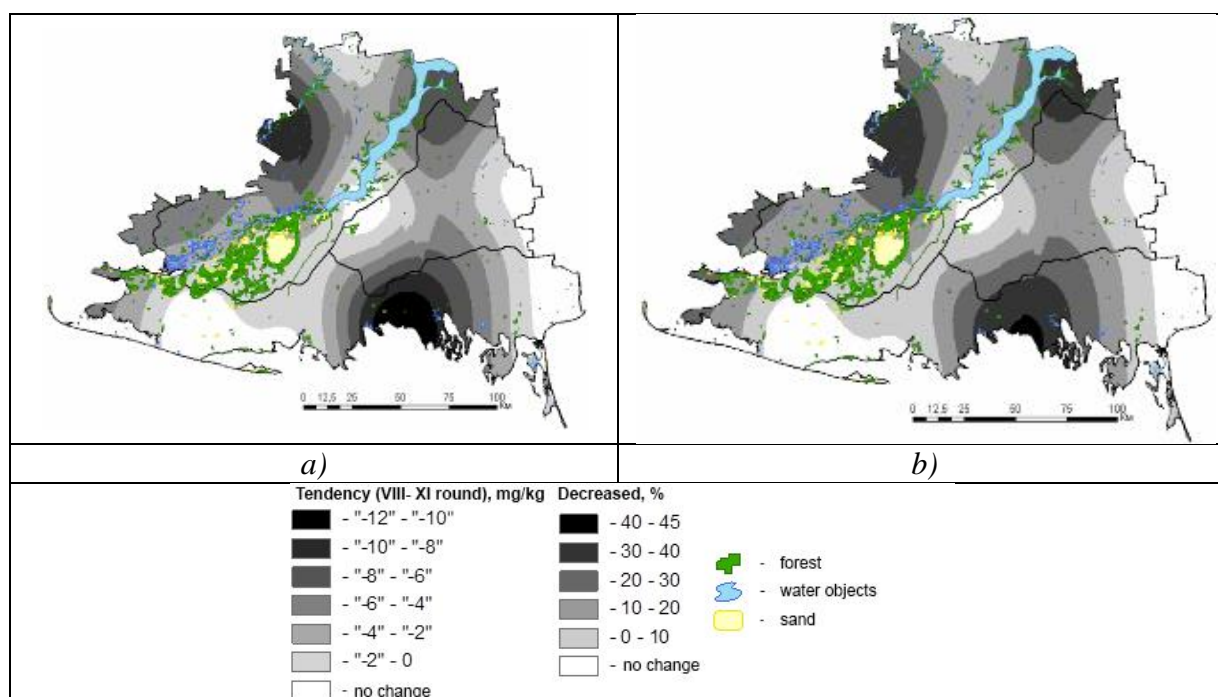 0 12,5 25 50 75 100
КМ
0 12,5 25 50 75 100
КМ
a)
b)
Tendency (VIII- XI round), mg/kg
- "-12" - "-10"
- "-10" - "-8"
- "-8" - "-6"
- "-6" - "-4"
- "-4" - "-2"
- "-2" - 0
- no change
Decreased, %
- 40 - 45
- 30 - 40
- 20 - 30
- 10 - 20
- 0 - 10
- no change
- forest
- water objects
- sand